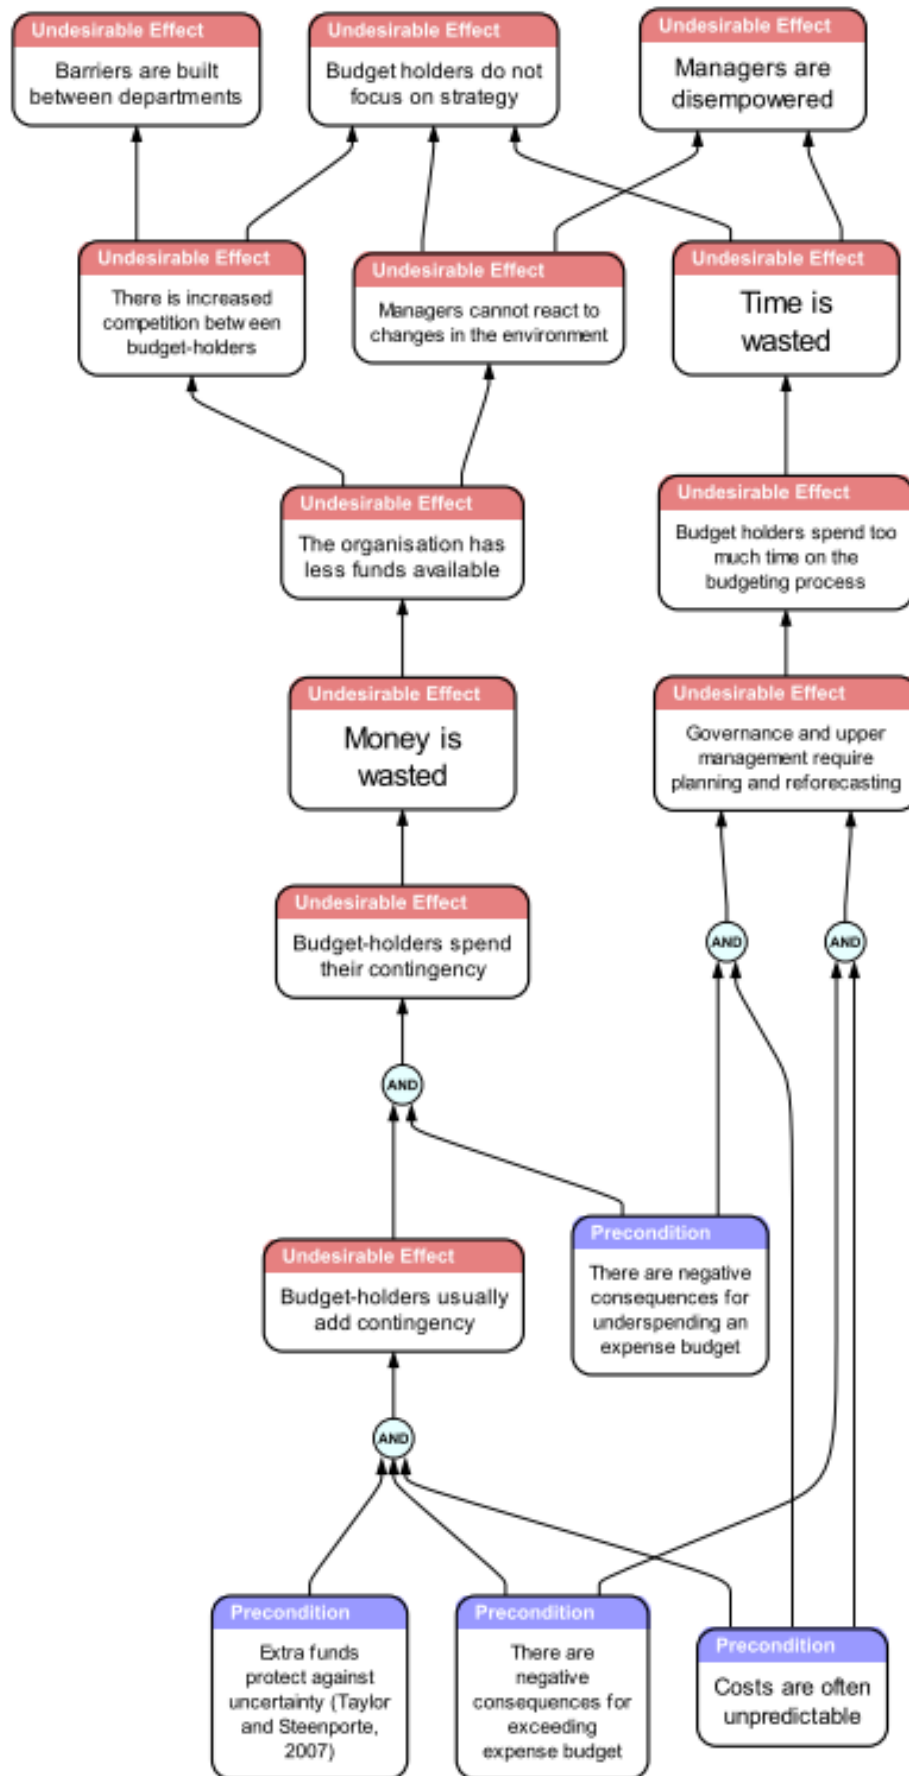 Undesirable Effect
Barriers are built
between departments
Undesirable Effect
Budget holders do not
focus on strategy
Undesirable Effect
Managers are
disempowered
Undesirable Effect
There is increased
competition between
budget-holders
Undesirable Effect
Managers cannot react to
changes in the environment
Undesirable Effect
Time is
wasted
Undesirable Effect
The organisation has
less funds available
Undesirable Effect
Budget holders spend too
much time on the
budgeting process
Undesirable Effect
Money is
wasted
Undesirable Effect
Governance and upper
management require
planning and reforecasting
Undesirable Effect
Budget-holders spend
their contingency
AND
AND
AND
Precondition
There are negative
consequences for
underspending an
expense budget
Undesirable Effect
Budget-holders usually
add contingency
AND
Precondition
Extra funds
protect against
uncertainty (Taylor
and Steenporte,
2007)
Precondition
There are
negative
consequences for
exceeding
expense budget
Precondition
Costs are often
unpredictable